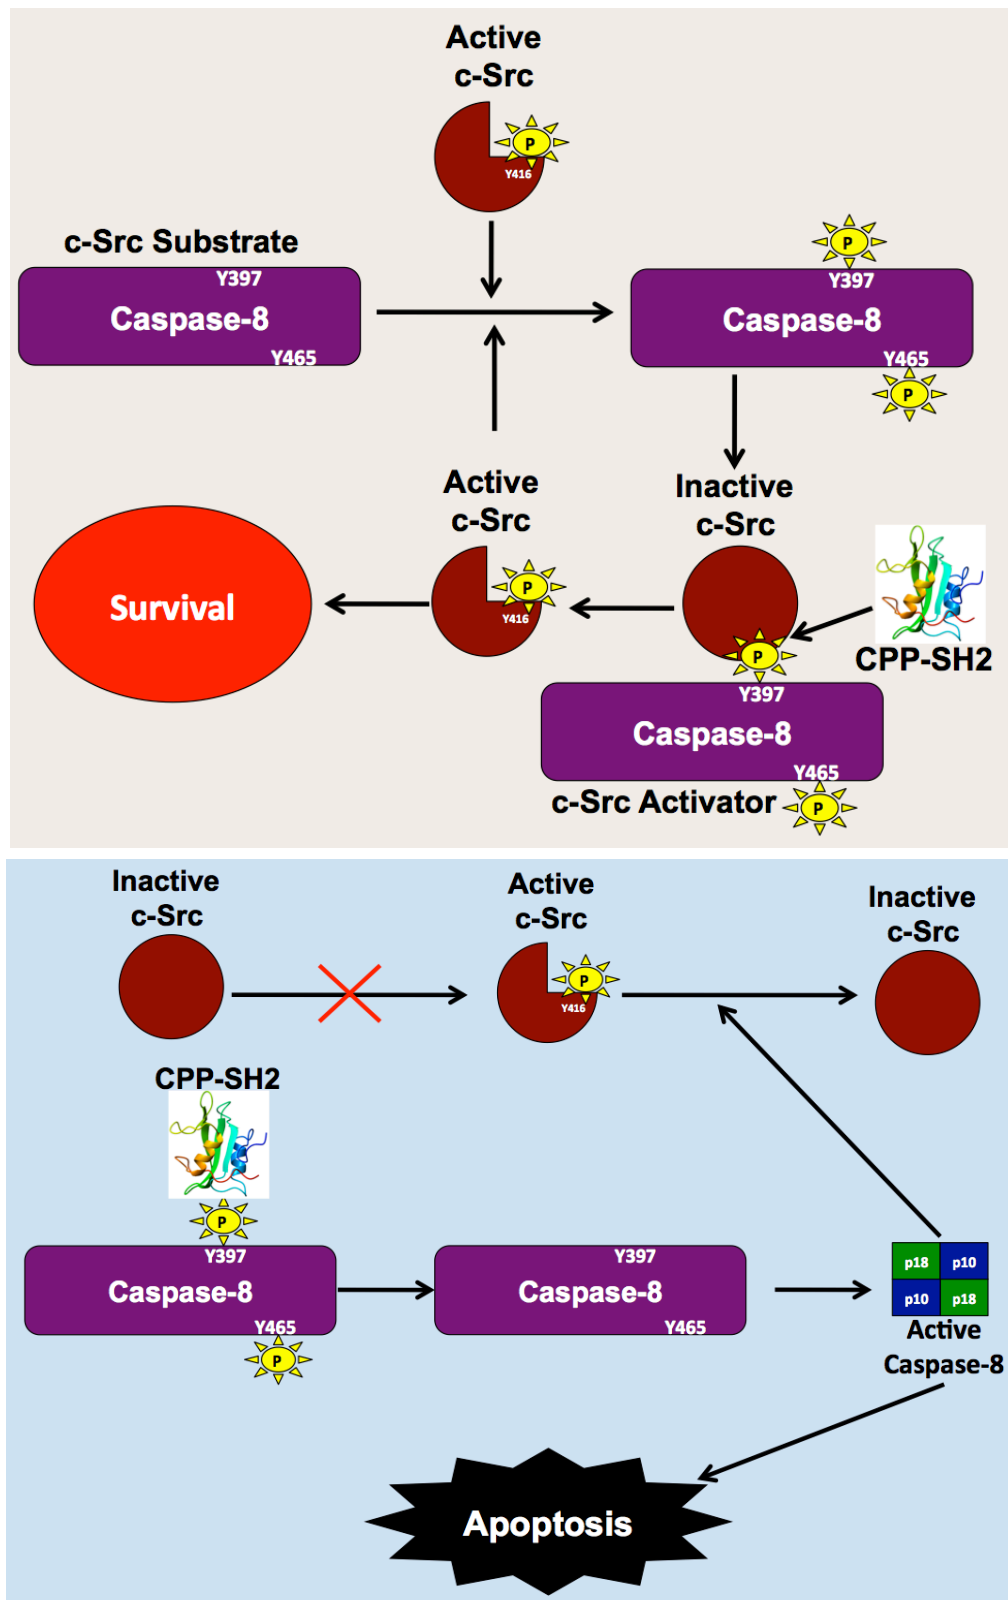 Active
c-Src
P
Y416
c-Src Substrate
Y397
Caspase-8
Y465
P
Y397
Caspase-8
Y465
P
Active
c-Src
P
Y416
Inactive
c-Src
Survival
CPP-SH2
P
Y397
Caspase-8
Y465
c-Src Activator
P
Inactive
c-Src
Active
c-Src
P
Y416
Inactive
c-Src
CPP-SH2
P
Y397
Caspase-8
Y465
P
Y397
Caspase-8
Y465
p18 p10
p10 p18
Active
Caspase-8
Apoptosis